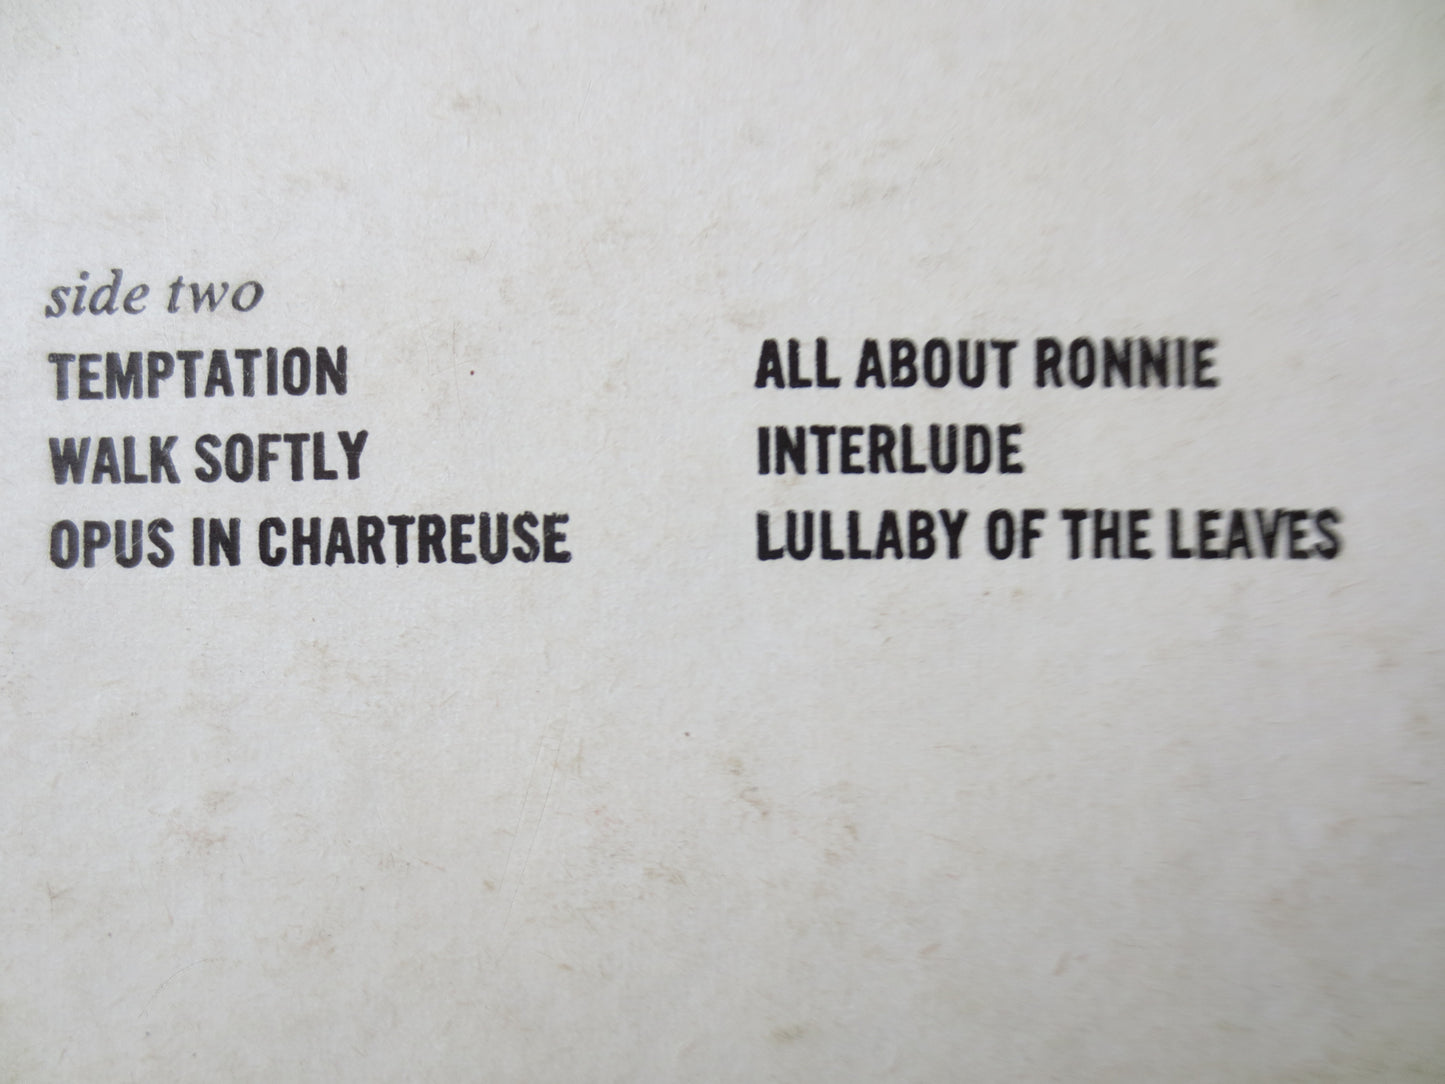 side two
TEMPTATION
WALK SOFTLY
OPUS IN CHARTREUSE
ALL ABOUT RONNIE
INTERLUDE
LULLABY OF THE LEAVES